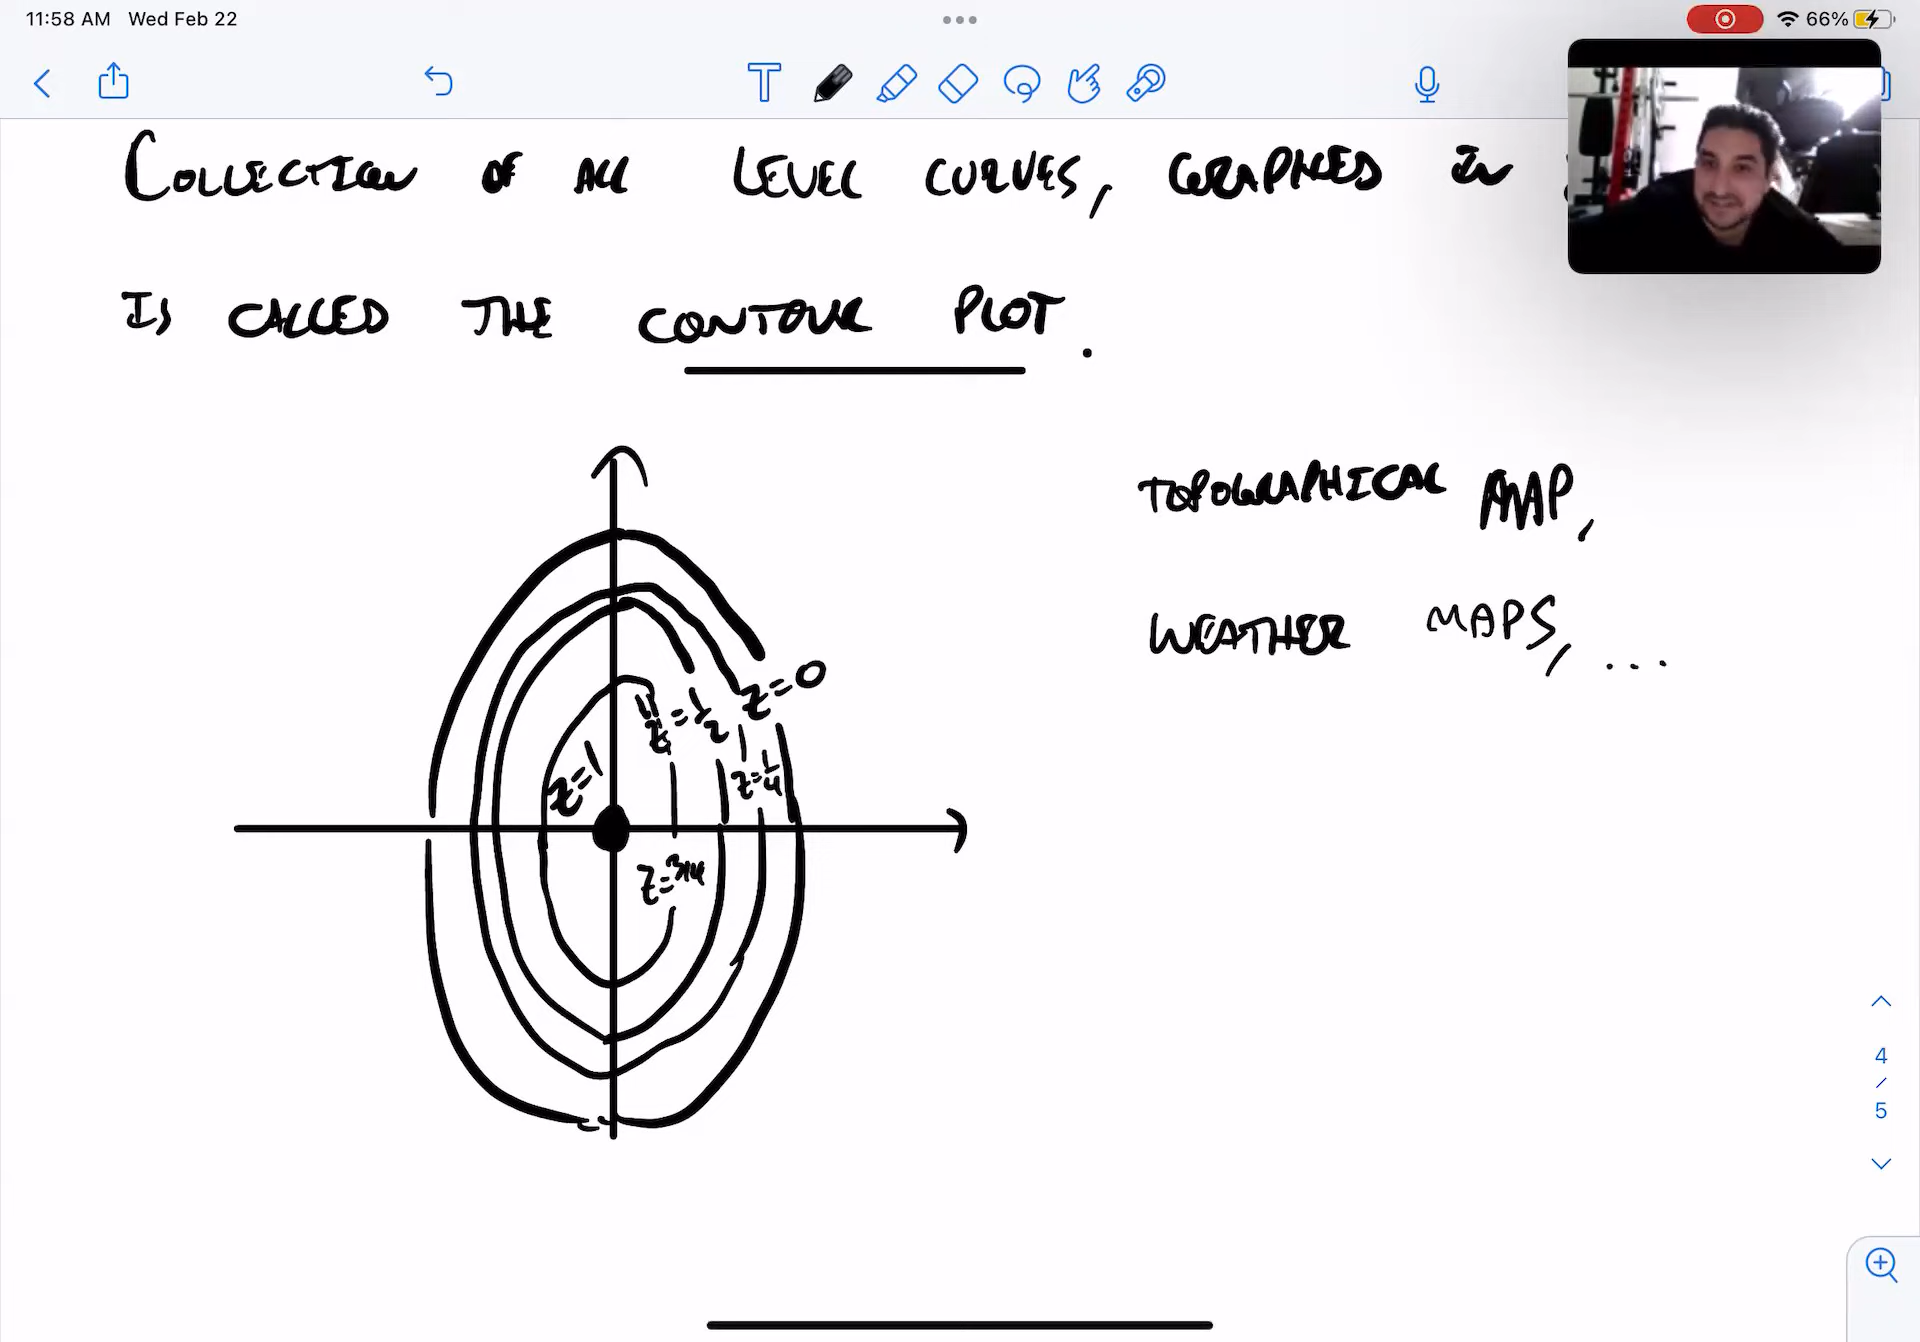 11:58 AM Wed Feb 22
66%
T
COLLECTION OF ALL LEVEL CURVES, GRAPHED IN
IS CALLED THE CONTOUR PLOT.
TOPOGRAPHICAL MAP,
WEATHER MAPS, ...
z=0
z=1/2
z=1/4
z=1
z=3/4
4
/
5